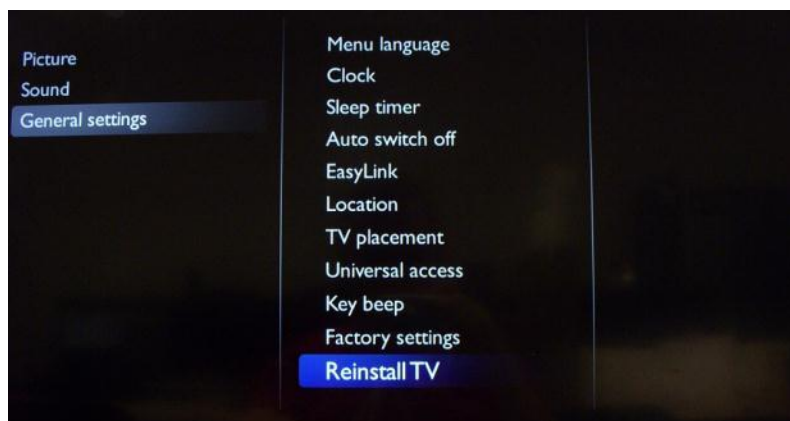 Picture
Sound
General settings
Menu language
Clock
Sleep timer
Auto switch off
EasyLink
Location
TV placement
Universal access
Key beep
Factory settings
Reinstall TV